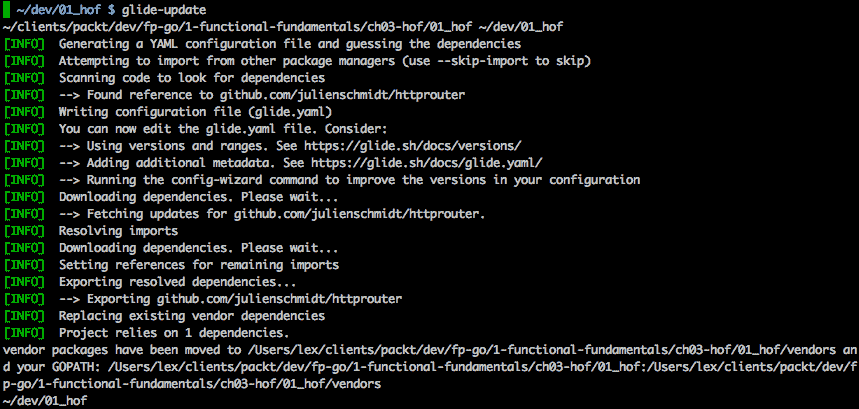 ~/dev/01_hof $ glide-update
~/clients/packt/dev/fp-go/1-functional-fundamentals/ch03-hof/01_hof ~/dev/01_hof
[INFO] Generating a YAML configuration file and guessing the dependencies
[INFO] Attempting to import from other package managers (use --skip-import to skip)
[INFO] Scanning code to look for dependencies
[INFO] --> Found reference to github.com/julienschmidt/httprouter
[INFO] Writing configuration file (glide.yaml)
[INFO] You can now edit the glide.yaml file. Consider:
[INFO] --> Using versions and ranges. See https://glide.sh/docs/versions/
[INFO] --> Adding additional metadata. See https://glide.sh/docs/glide.yaml/
[INFO] --> Running the config-wizard command to improve the versions in your configuration
[INFO] Downloading dependencies. Please wait...
[INFO] --> Fetching updates for github.com/julienschmidt/httprouter.
[INFO] Resolving imports
[INFO] Downloading dependencies. Please wait...
[INFO] Setting references for remaining imports
[INFO] Exporting resolved dependencies...
[INFO] --> Exporting github.com/julienschmidt/httprouter
[INFO] Replacing existing vendor dependencies
[INFO] Project relies on 1 dependencies.
vendor packages have been moved to /Users/lex/clients/packt/dev/fp-go/1-functional-fundamentals/ch03-hof/01_hof/vendors an
d your GOPATH: /Users/lex/clients/packt/dev/fp-go/1-functional-fundamentals/ch03-hof/01_hof:/Users/lex/clients/packt/dev/f
p-go/1-functional-fundamentals/ch03-hof/01_hof/vendors
~/dev/01_hof